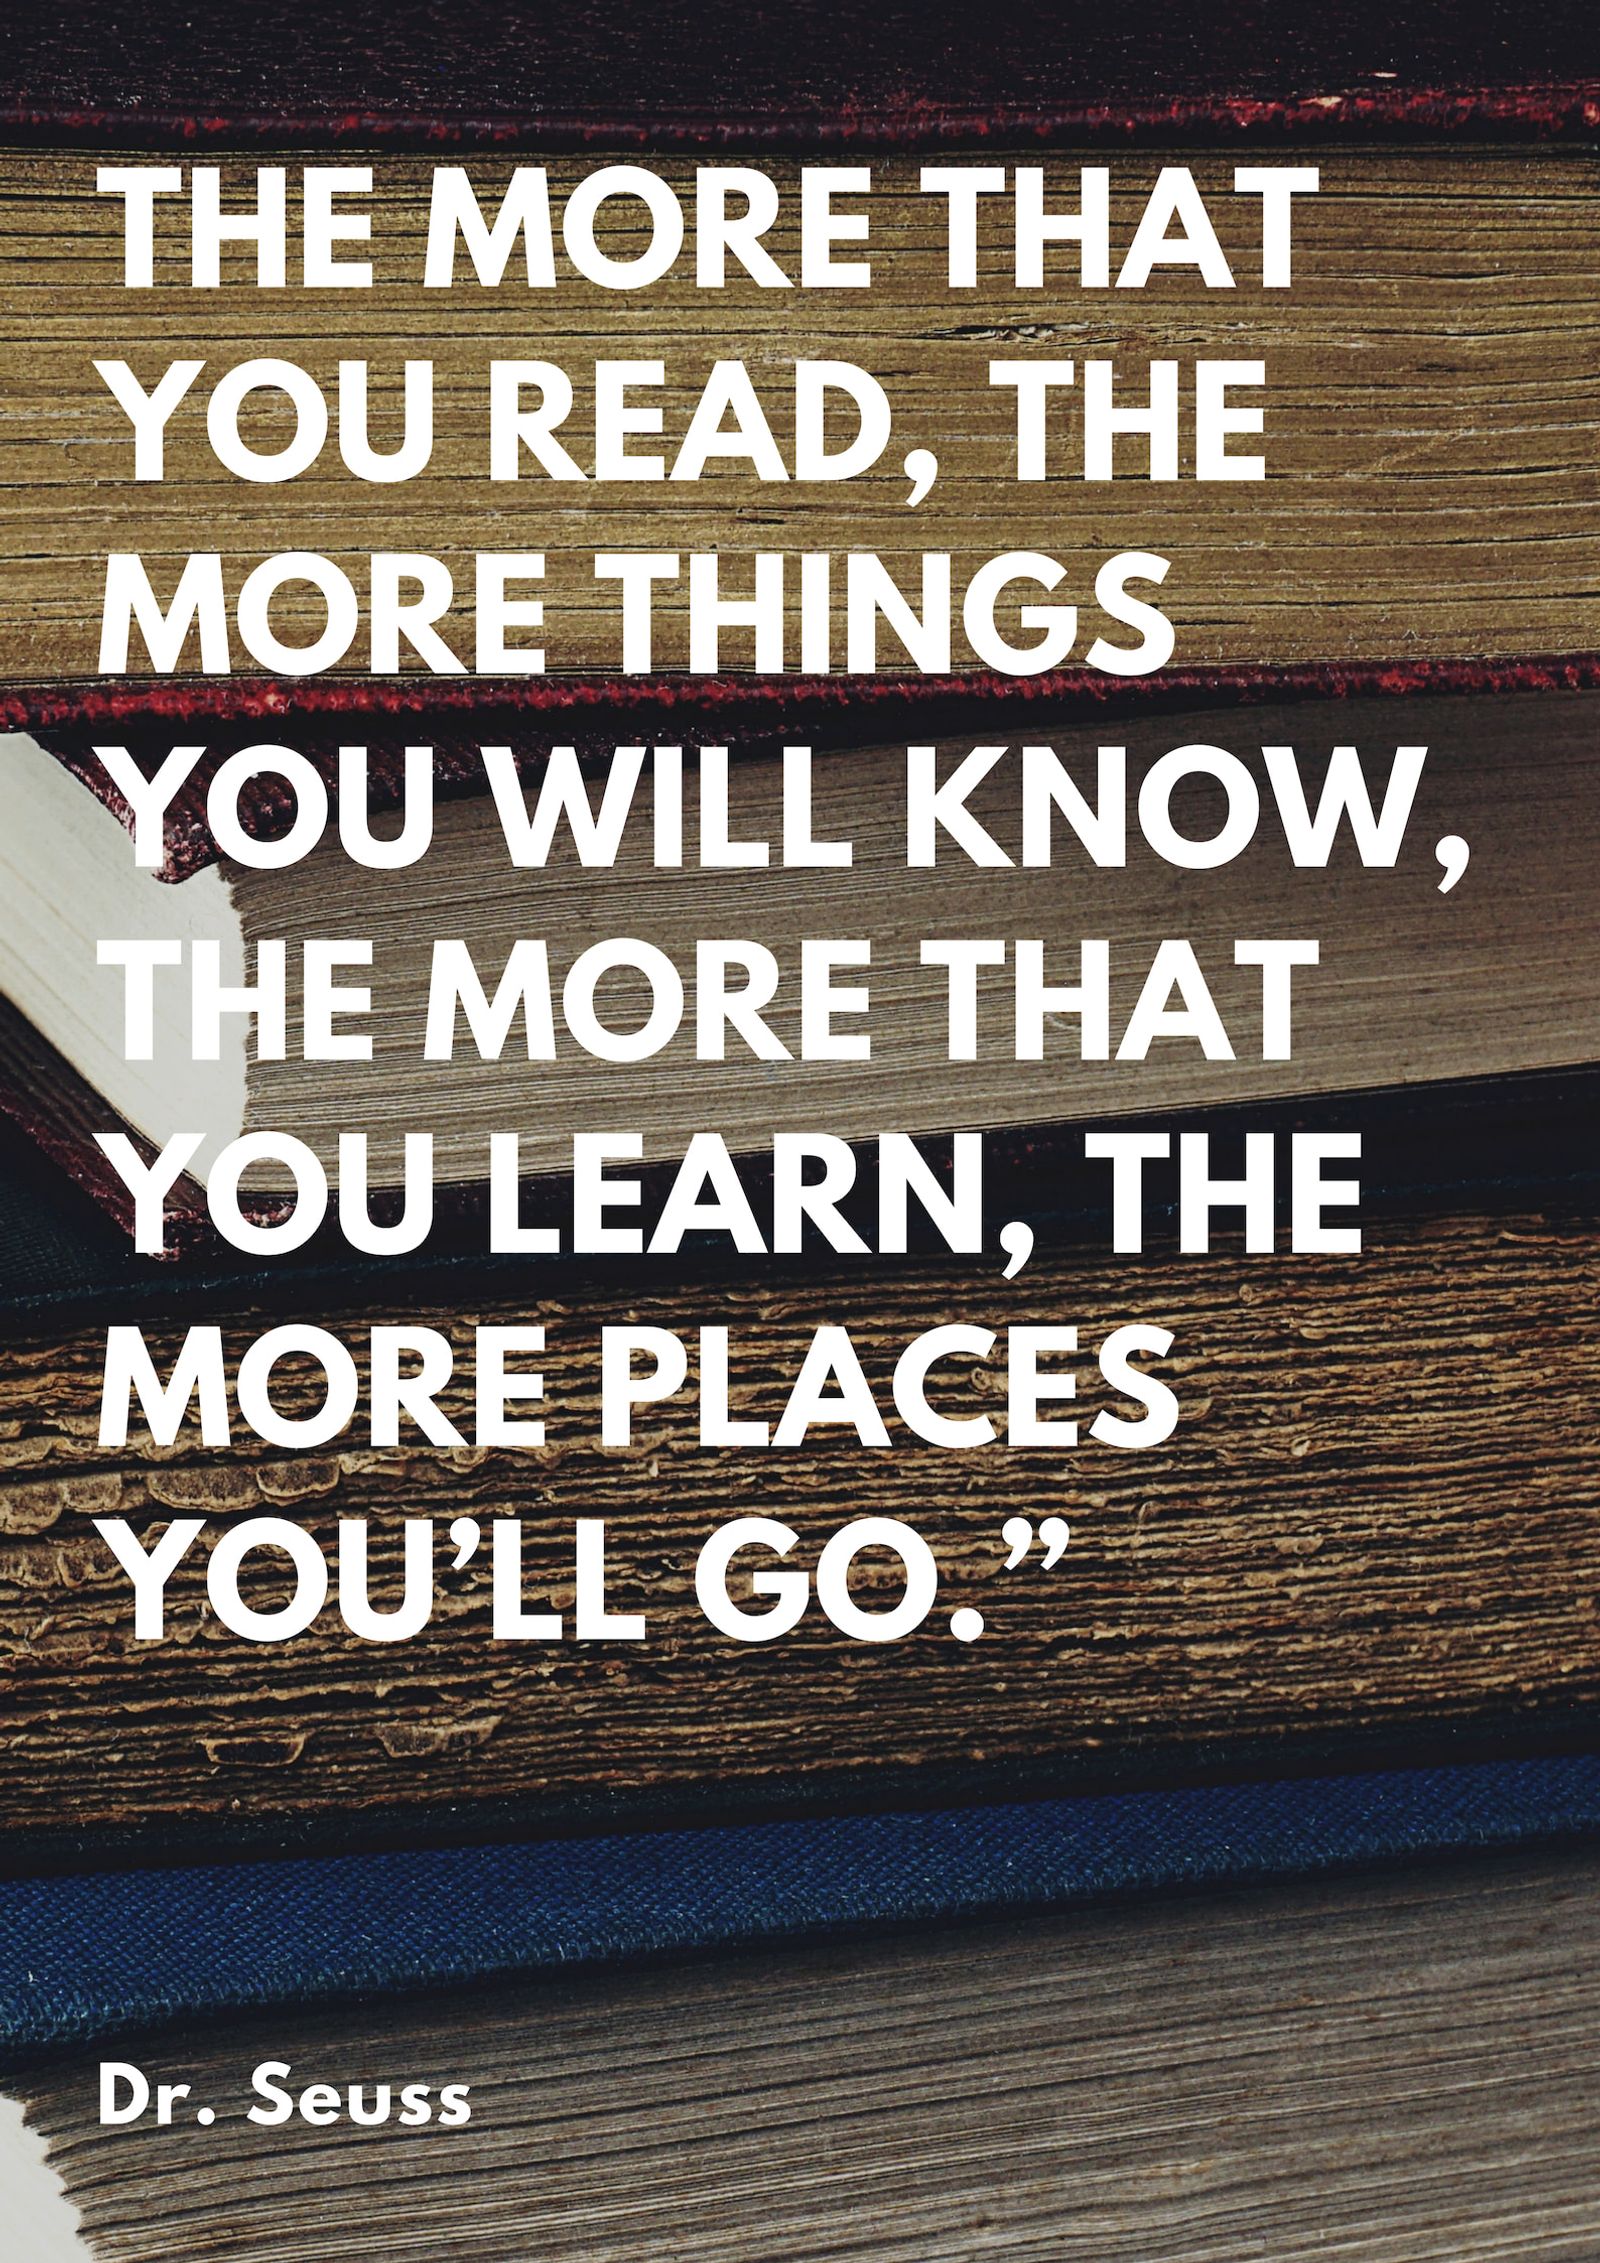 THE MORE THAT
YOU READ, THE
MORE THINGS
YOU WILL KNOW,
THE MORE THAT
YOU LEARN, THE
MORE PLACES
YOU’LL GO.”
Dr. Seuss